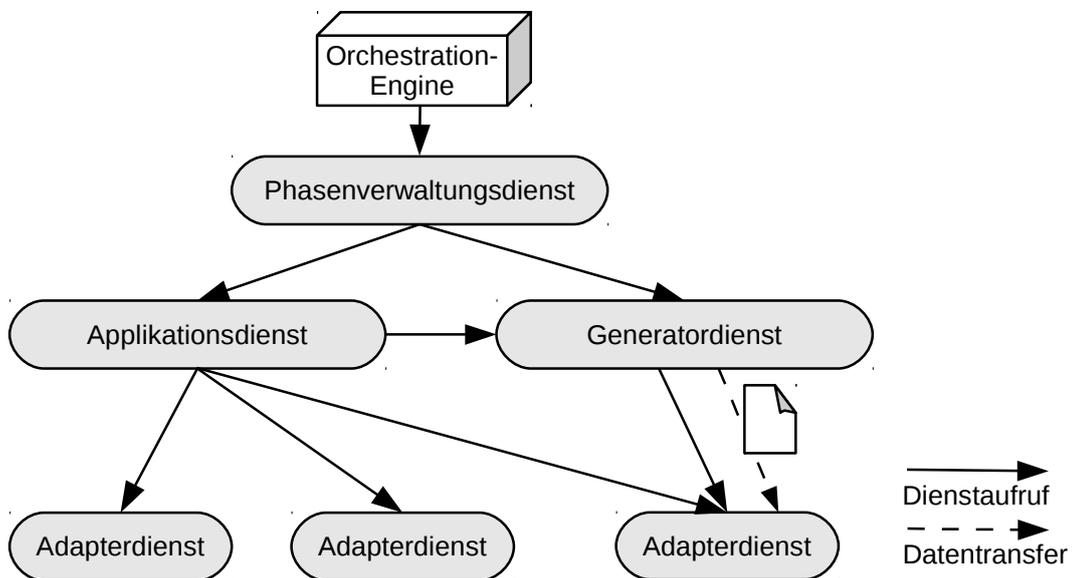 Orchestration-
Engine
Phasenverwaltungsdienst
Applikationsdienst
Generatordienst
Adapterdienst
Adapterdienst
Adapterdienst
Dienstaufruf
Datentransfer